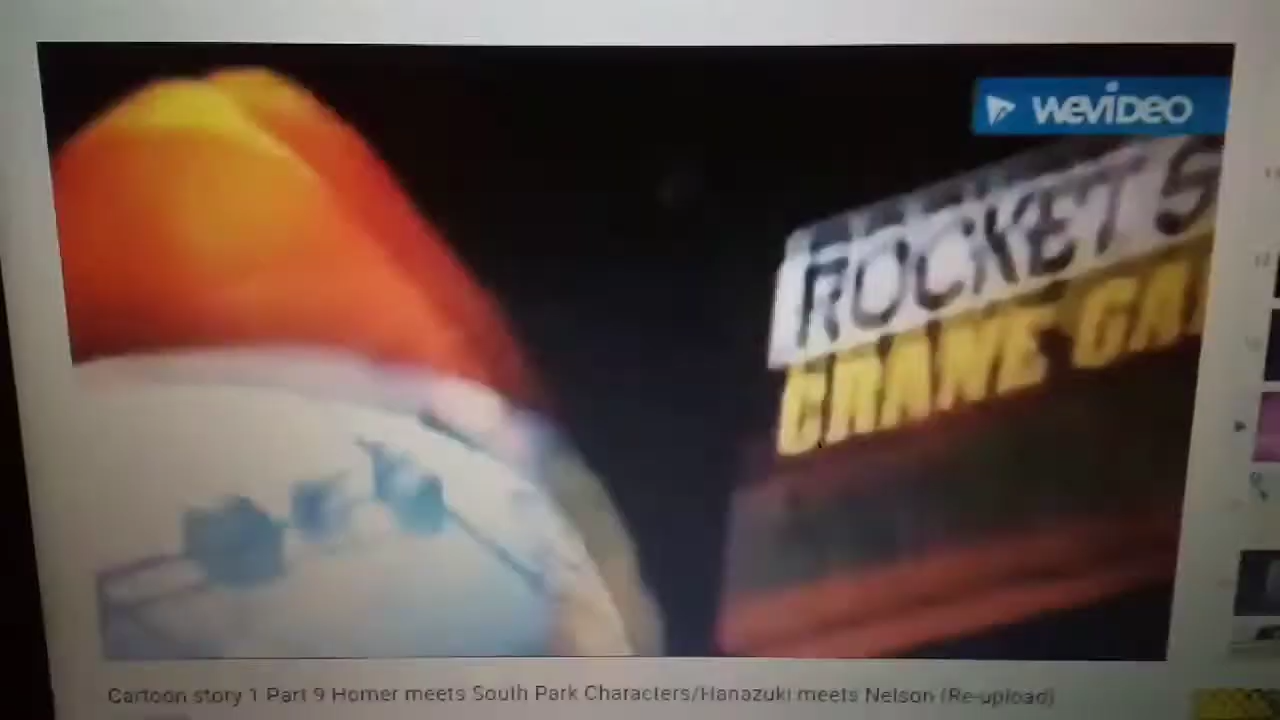 WEVIDEO
ROCKET S
CRANE GA
Cartoon story 1 Part 9 Homer meets South Park Characters/Hanazuki meets Nelson (Re-upload)